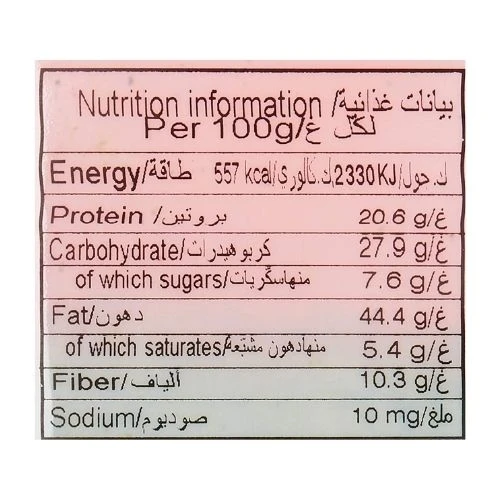 Nutrition information /بيانات غذائية
Per 100g/لكل غ
Energy/طاقة 557 kcal/ك.كالوري 2330KJ/ك.جول
Protein /بروتين 20.6 g/غ
Carbohydrate/كربوهيدرات 27.9 g/غ
of which sugars/منهاسكريات 7.6 g/غ
Fat/دهون 44.4 g/غ
of which saturates/منهادهون مشبّعة 5.4 g/غ
Fiber/ألياف 10.3 g/غ
Sodium/صوديوم 10 mg/ملغ